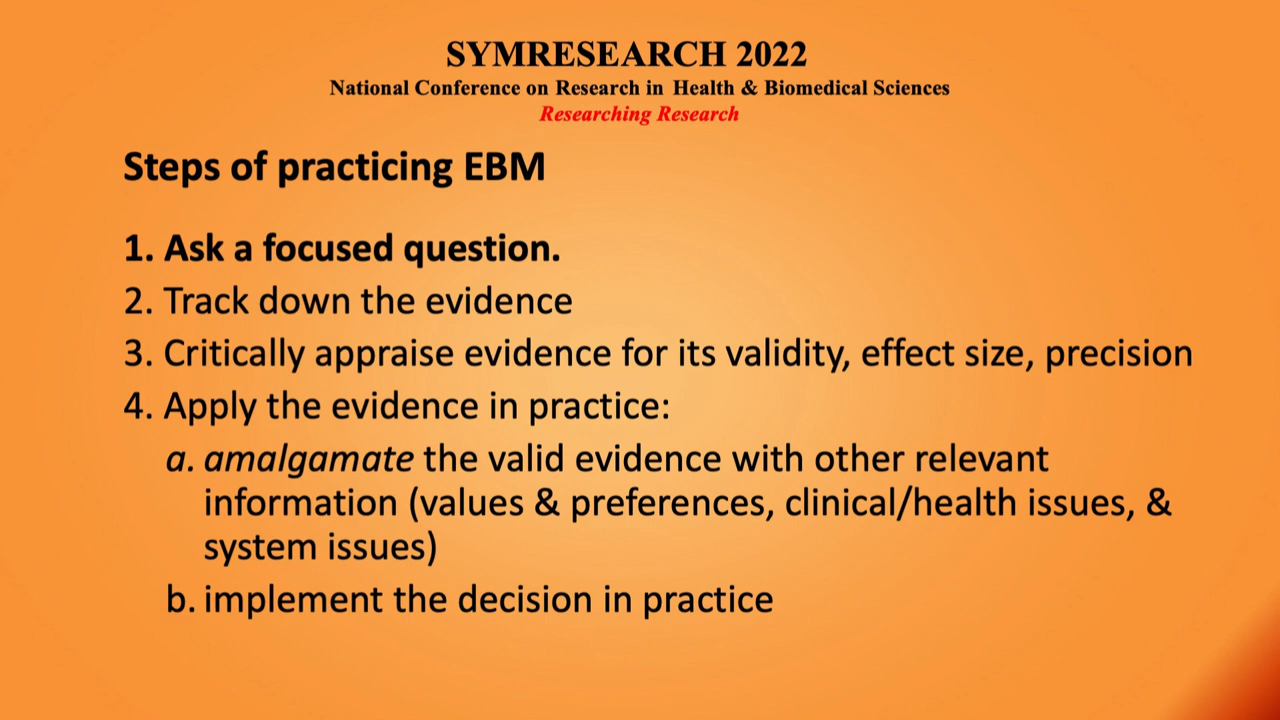 SYMRESEARCH 2022
National Conference on Research in Health & Biomedical Sciences
Researching Research
Steps of practicing EBM
1. Ask a focused question.
2. Track down the evidence
3. Critically appraise evidence for its validity, effect size, precision
4. Apply the evidence in practice:
a. amalgamate the valid evidence with other relevant
information (values & preferences, clinical/health issues, &
system issues)
b. implement the decision in practice